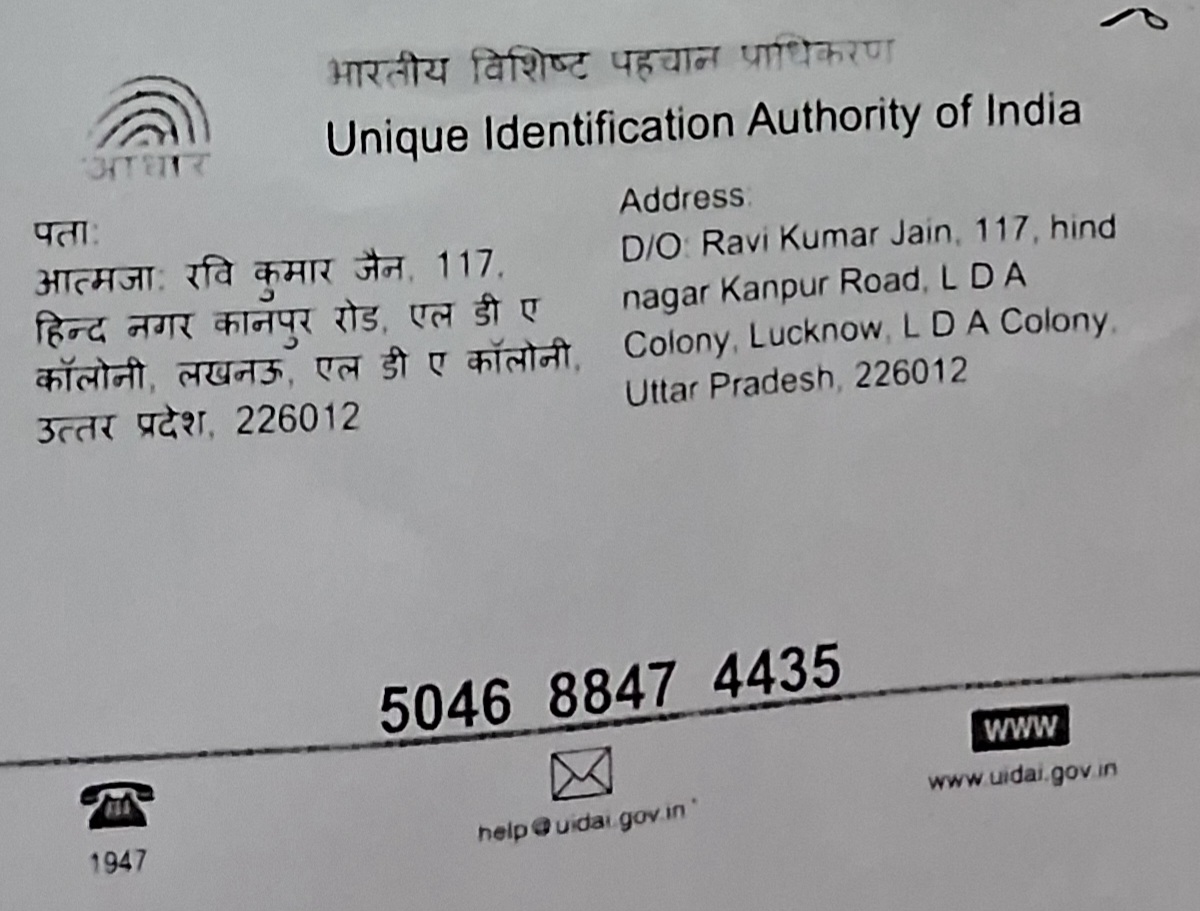 भारतीय विशिष्ट पहचान प्राधिकरण
Unique Identification Authority of India
आधार
पता:
आत्मजा: रवि कुमार जैन, 117,
हिन्द नगर कानपुर रोड, एल डी ए
कॉलोनी, लखनऊ, एल डी ए कॉलोनी,
उत्तर प्रदेश, 226012
Address:
D/O: Ravi Kumar Jain, 117, hind
nagar Kanpur Road, L D A
Colony, Lucknow, L D A Colony,
Uttar Pradesh, 226012
5046 8847 4435
1947
help@uidai.gov.in
WWW
www.uidai.gov.in